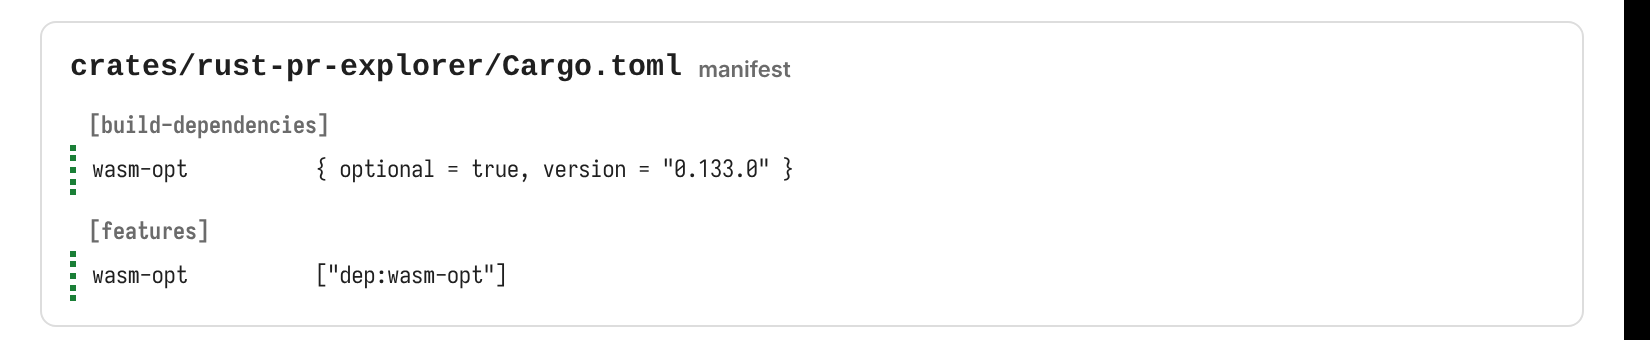 crates/rust-pr-explorer/Cargo.toml manifest
[build-dependencies]
wasm-opt { optional = true, version = "0.133.0" }
[features]
wasm-opt ["dep:wasm-opt"]